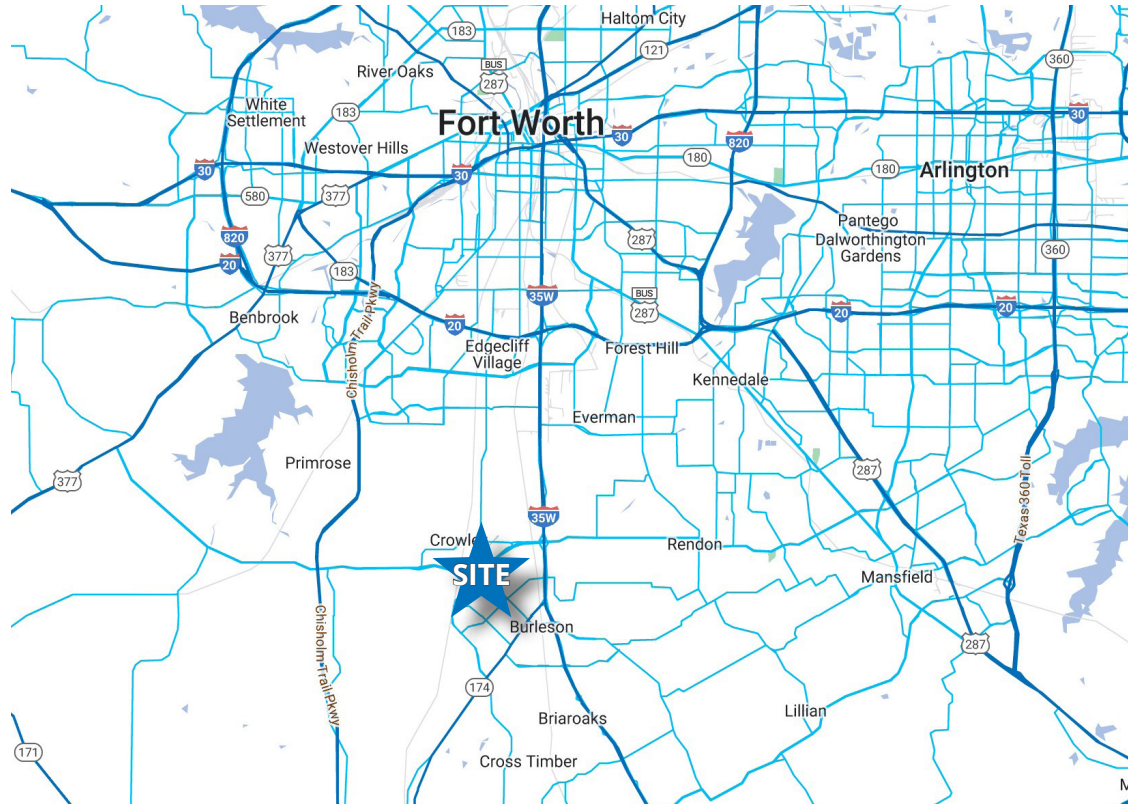 Haltom City
183
121
360
BUS
287
River Oaks
White
Settlement
183
30
Fort Worth
30
820
Westover Hills
180
30
30
180
Arlington
377
580
Pantego
820
287
Dalworthington
Gardens
360
377
20
183
BUS
287
35W
20
20
Benbrook
20
Chisholm Trail Pkwy
Edgecliff
Village
Forest Hill
Kennedale
Everman
Primrose
287
377
Texas 360 Toll
35W
Crowle
Rendon
SITE
Mansfield
Chisholm Trail Pkwy
Burleson
287
174
Lillian
Briaroaks
171
Cross Timber
M